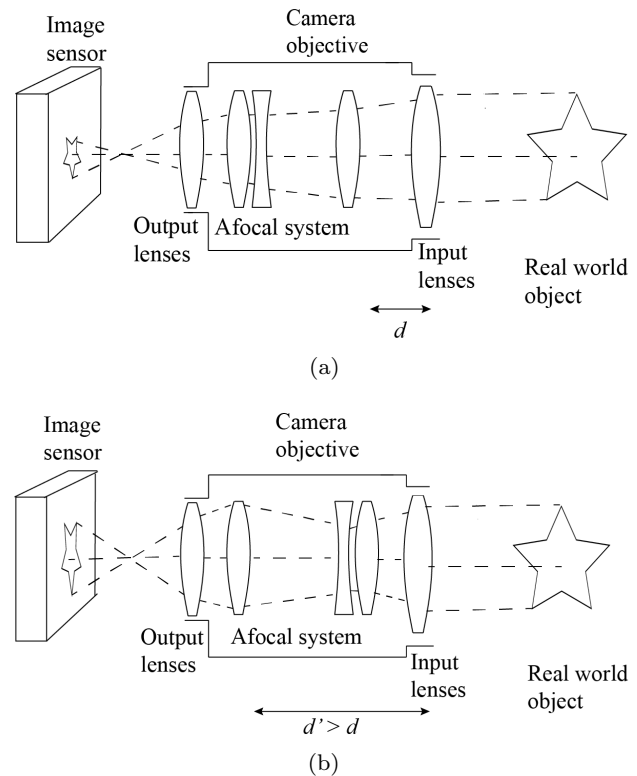 Image
sensor
Camera
objective
Output
lenses
Afocal system
Input
lenses
Real world
object
d
(a)
Image
sensor
Camera
objective
Output
lenses
Afocal system
Input
lenses
Real world
object
d' > d
(b)